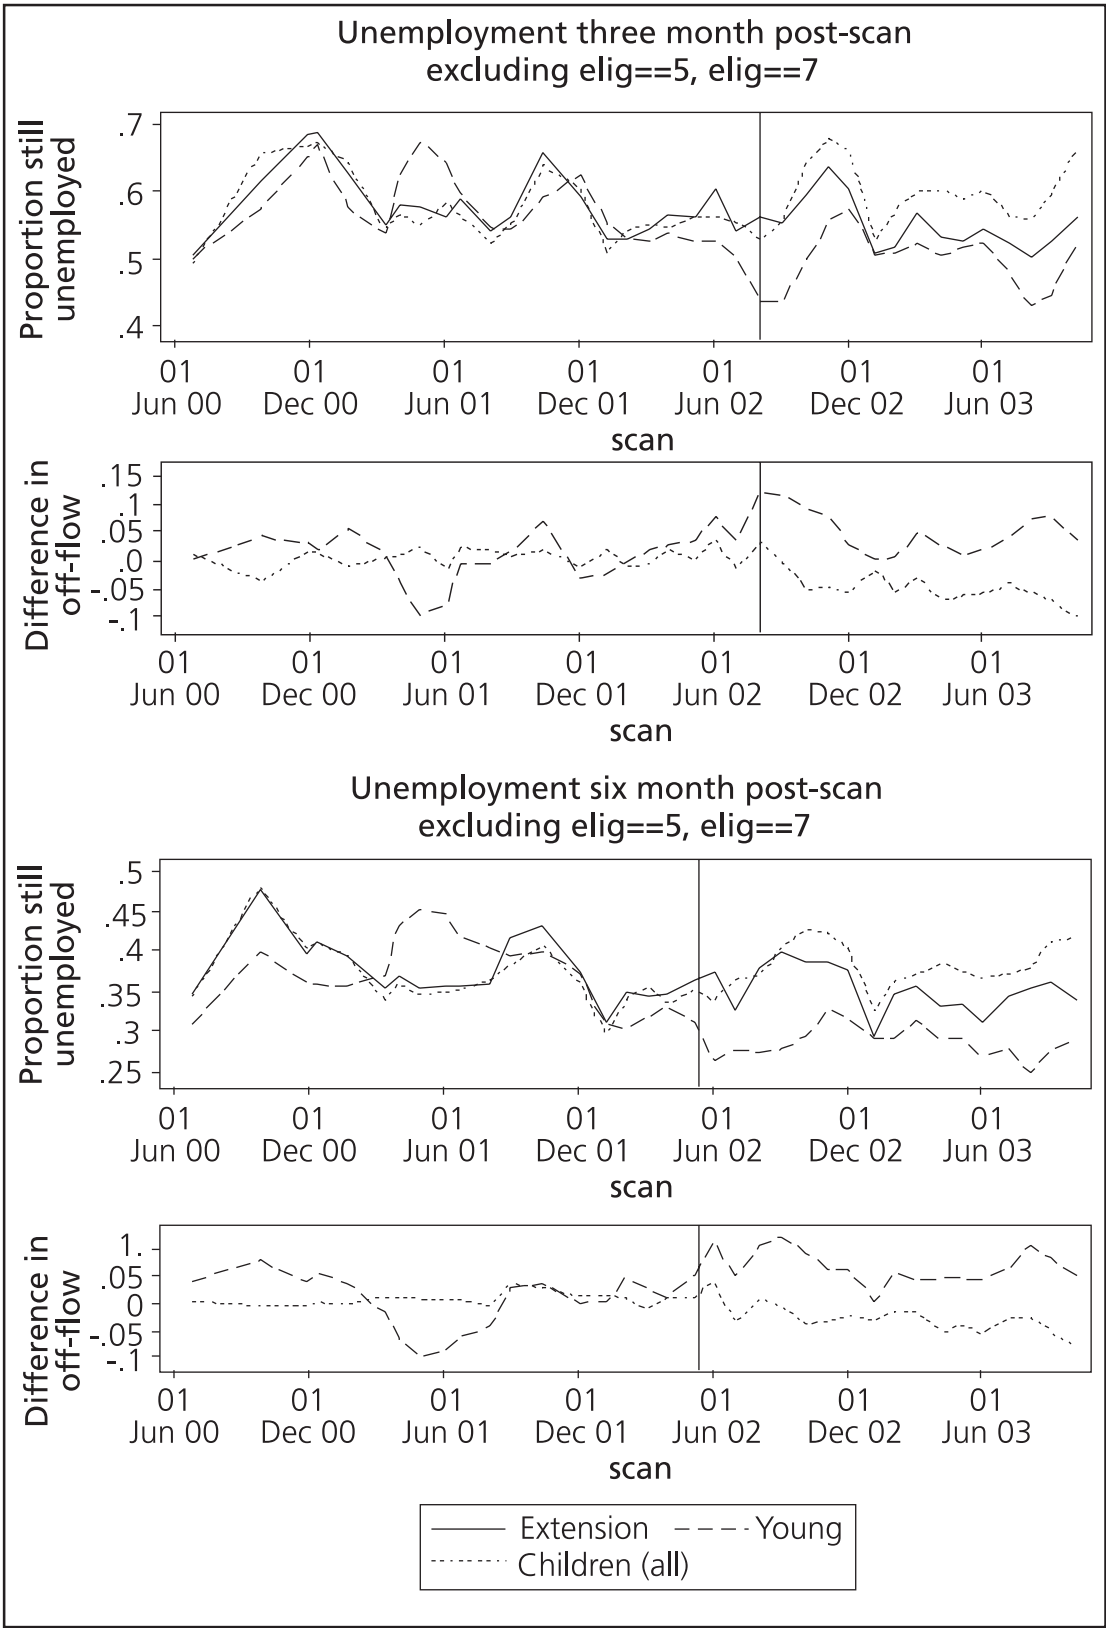 Unemployment three month post-scan
excluding elig==5, elig==7
Proportion still
unemployed
.7
.6
.5
.4
01 01 01 01 01 01 01
Jun 00 Dec 00 Jun 01 Dec 01 Jun 02 Dec 02 Jun 03
scan
Difference in
off-flow
.15
.1
.05
.0
-.05
-.1
01 01 01 01 01 01 01
Jun 00 Dec 00 Jun 01 Dec 01 Jun 02 Dec 02 Jun 03
scan
Unemployment six month post-scan
excluding elig==5, elig==7
Proportion still
unemployed
.5
.45
.4
.35
.3
.25
01 01 01 01 01 01 01
Jun 00 Dec 00 Jun 01 Dec 01 Jun 02 Dec 02 Jun 03
scan
Difference in
off-flow
1.
.05
0
-.05
-.1
01 01 01 01 01 01 01
Jun 00 Dec 00 Jun 01 Dec 01 Jun 02 Dec 02 Jun 03
scan
Extension Young
Children (all)